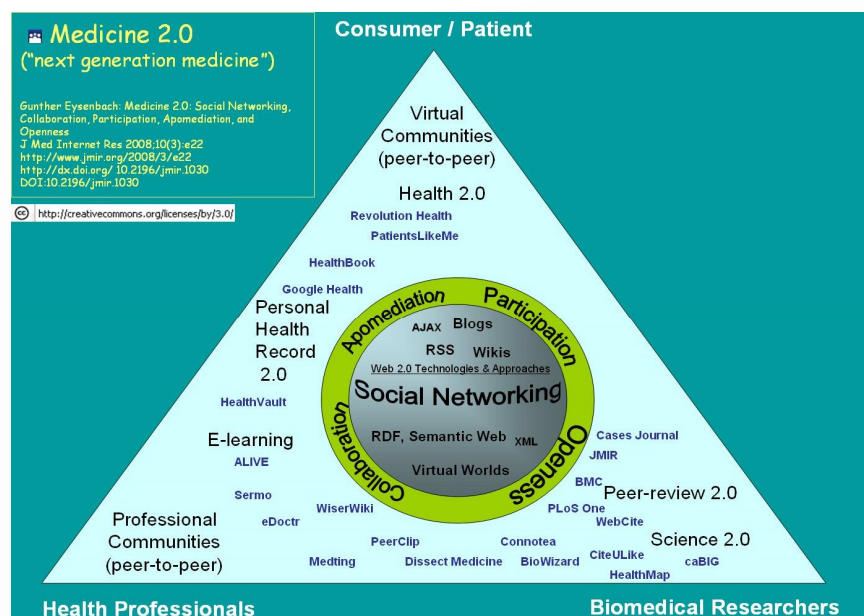 Medicine 2.0
("next generation medicine")
Gunther Eysenbach: Medicine 2.0: Social Networking,
Collaboration, Participation, Apomediation, and
Openness
J Med Internet Res 2008;10(3):e22
http://www.jmir.org/2008/3/e22
http://dx.doi.org/ 10.2196/jmir.1030
DOI:10.2196/jmir.1030
cc http://creativecommons.org/licenses/by/3.0/
Consumer / Patient
Virtual
Communities
(peer-to-peer)
Health 2.0
Revolution Health
PatientsLikeMe
HealthBook
Google Health
Personal
Health
Record
2.0
HealthVault
E-learning
ALIVE
Sermo
eDoctr
Professional
Communities
(peer-to-peer)
WiserWiki
PeerClip
Medting
Dissect Medicine
Apomediation
Participation
Collaboration
Openess
AJAX Blogs
RSS Wikis
Web 2.0 Technologies & Approaches
Social Networking
RDF, Semantic Web XML
Virtual Worlds
Cases Journal
JMIR
BMC
Peer-review 2.0
PLoS One
WebCite
Connotea
Science 2.0
BioWizard
CiteULike
caBIG
HealthMap
Health Professionals
Biomedical Researchers